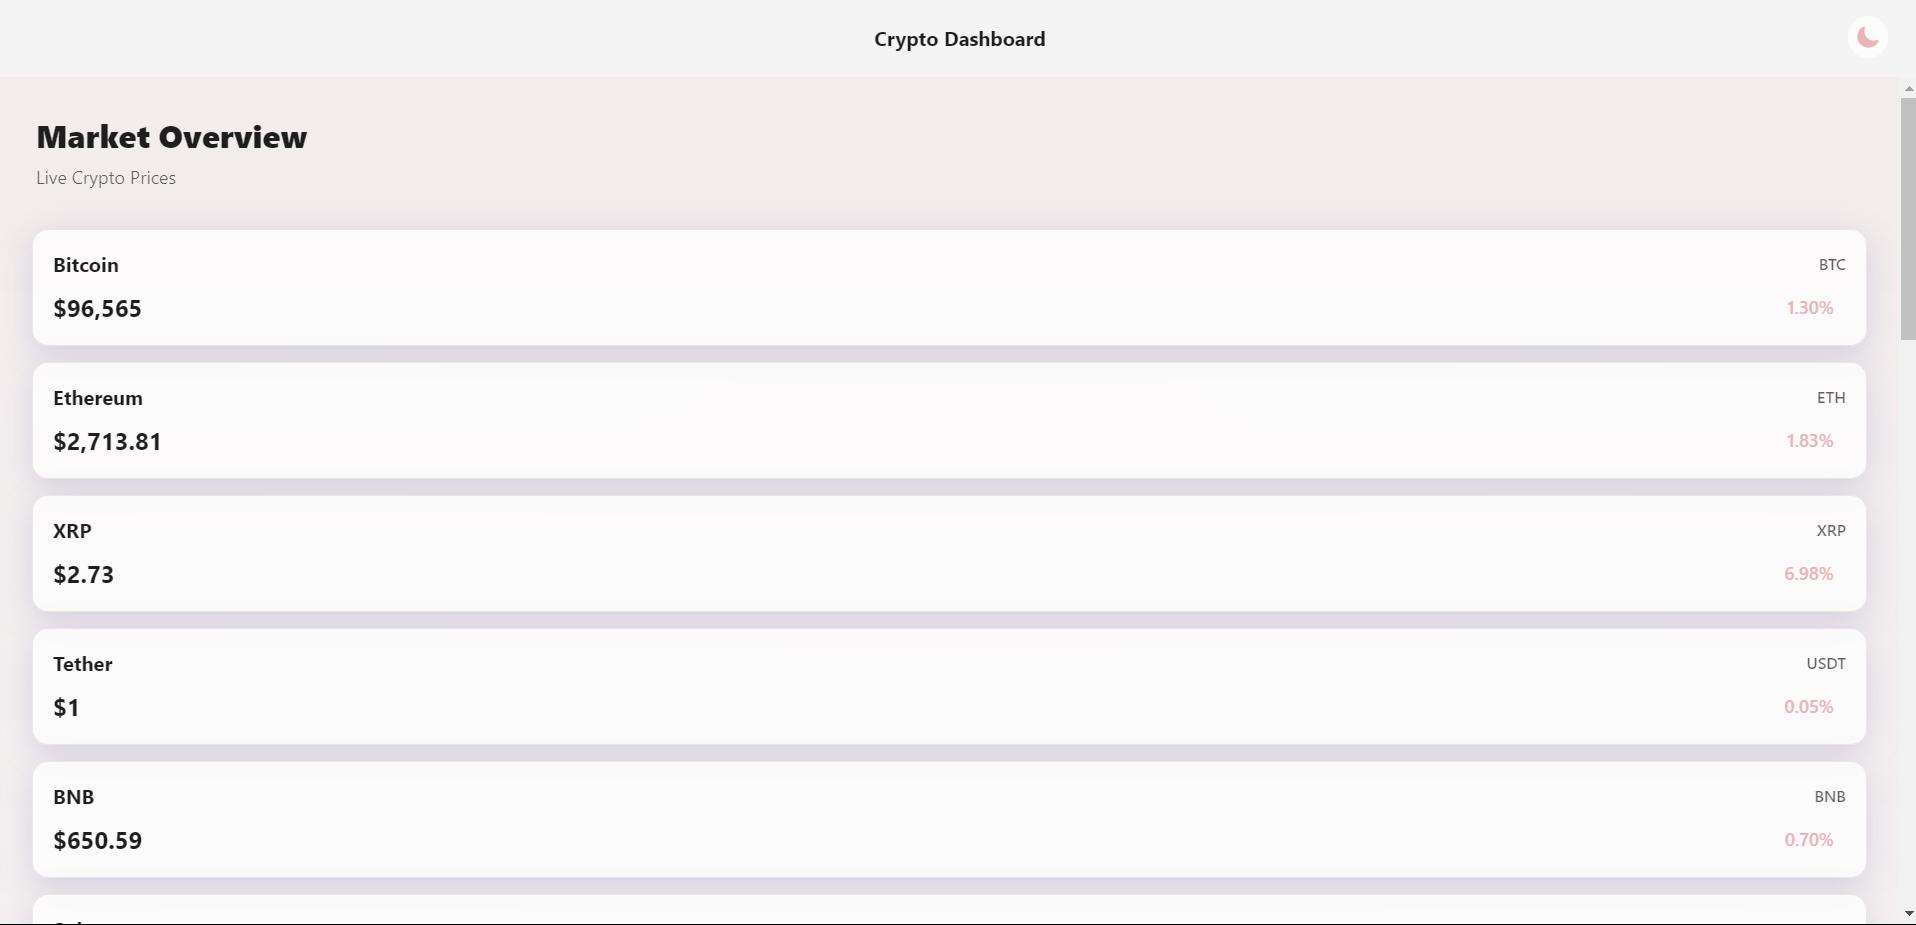 Crypto Dashboard
Market Overview
Live Crypto Prices
Bitcoin BTC
$96,565 1.30%
Ethereum ETH
$2,713.81 1.83%
XRP XRP
$2.73 6.98%
Tether USDT
$1 0.05%
BNB BNB
$650.59 0.70%